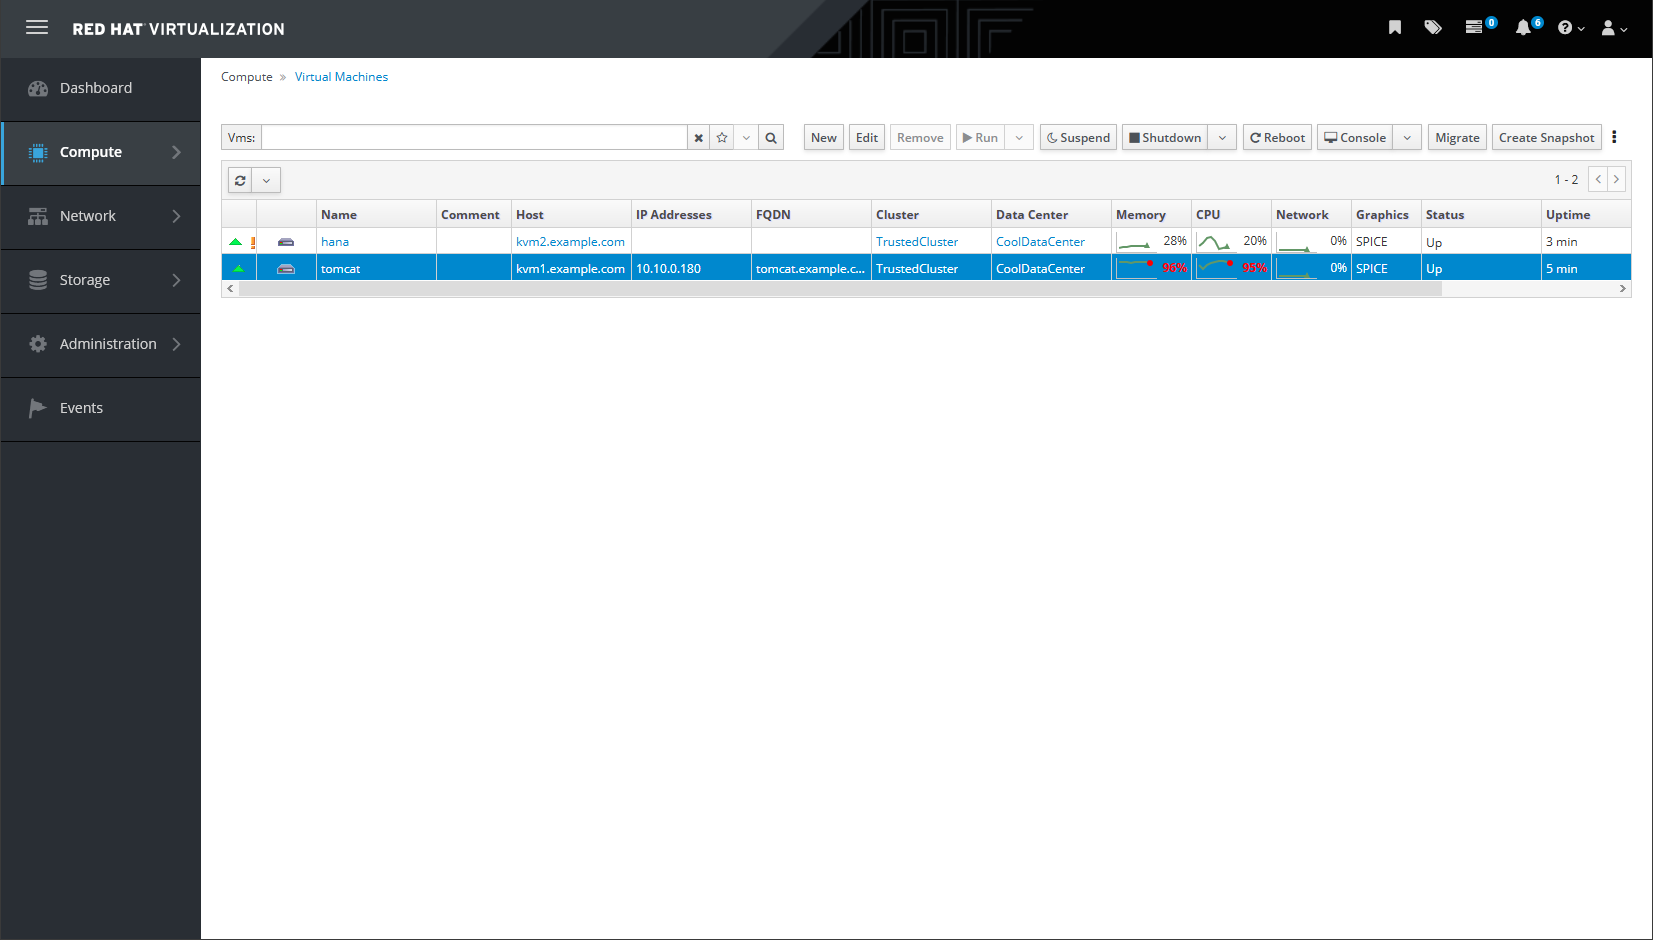 RED HAT VIRTUALIZATION
0
6
Dashboard
Compute
Network
Storage
Administration
Events
Compute » Virtual Machines
Vms:
New Edit Remove Run Suspend Shutdown Reboot Console Migrate Create Snapshot
1 - 2
Name Comment Host IP Addresses FQDN Cluster Data Center Memory CPU Network Graphics Status Uptime
hana kvm2.example.com TrustedCluster CoolDataCenter 28% 20% 0% SPICE Up 3 min
tomcat kvm1.example.com 10.10.0.180 tomcat.example.c... TrustedCluster CoolDataCenter 96% 95% 0% SPICE Up 5 min